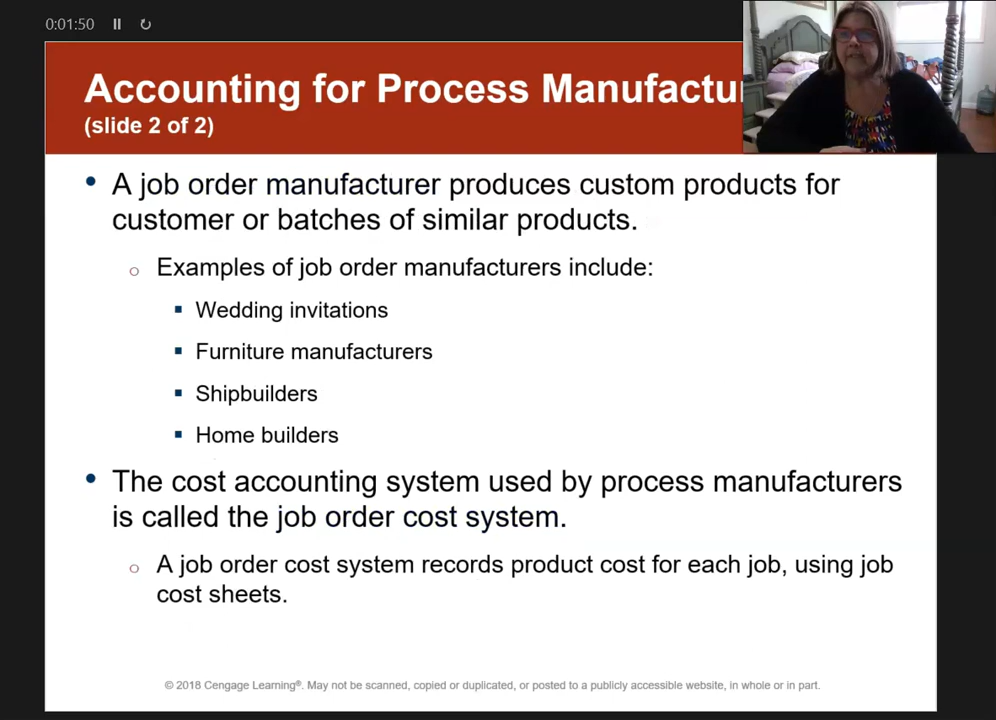 0:01:50
Accounting for Process Manufactu
(slide 2 of 2)
• A job order manufacturer produces custom products for
customer or batches of similar products.
o Examples of job order manufacturers include:
▪ Wedding invitations
▪ Furniture manufacturers
▪ Shipbuilders
▪ Home builders
• The cost accounting system used by process manufacturers
is called the job order cost system.
o A job order cost system records product cost for each job, using job
cost sheets.
© 2018 Cengage Learning®. May not be scanned, copied or duplicated, or posted to a publicly accessible website, in whole or in part.